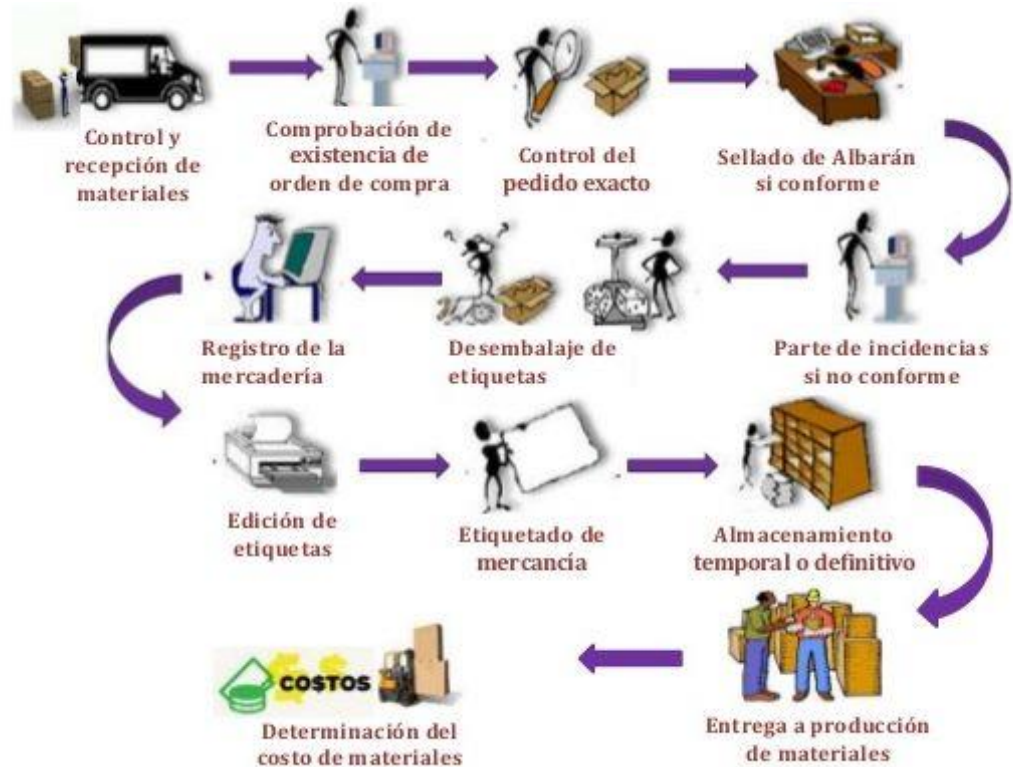 Control y
recepción de
materiales
Comprobación de
existencia de
orden de compra
Control del
pedido exacto
Sellado de Albarán
si conforme
Registro de la
mercadería
Desembalaje de
etiquetas
Parte de incidencias
si no conforme
Edición de
etiquetas
Etiquetado de
mercancía
Almacenamiento
temporal o definitivo
COSTOS
Determinación del
costo de materiales
Entrega a producción
de materiales